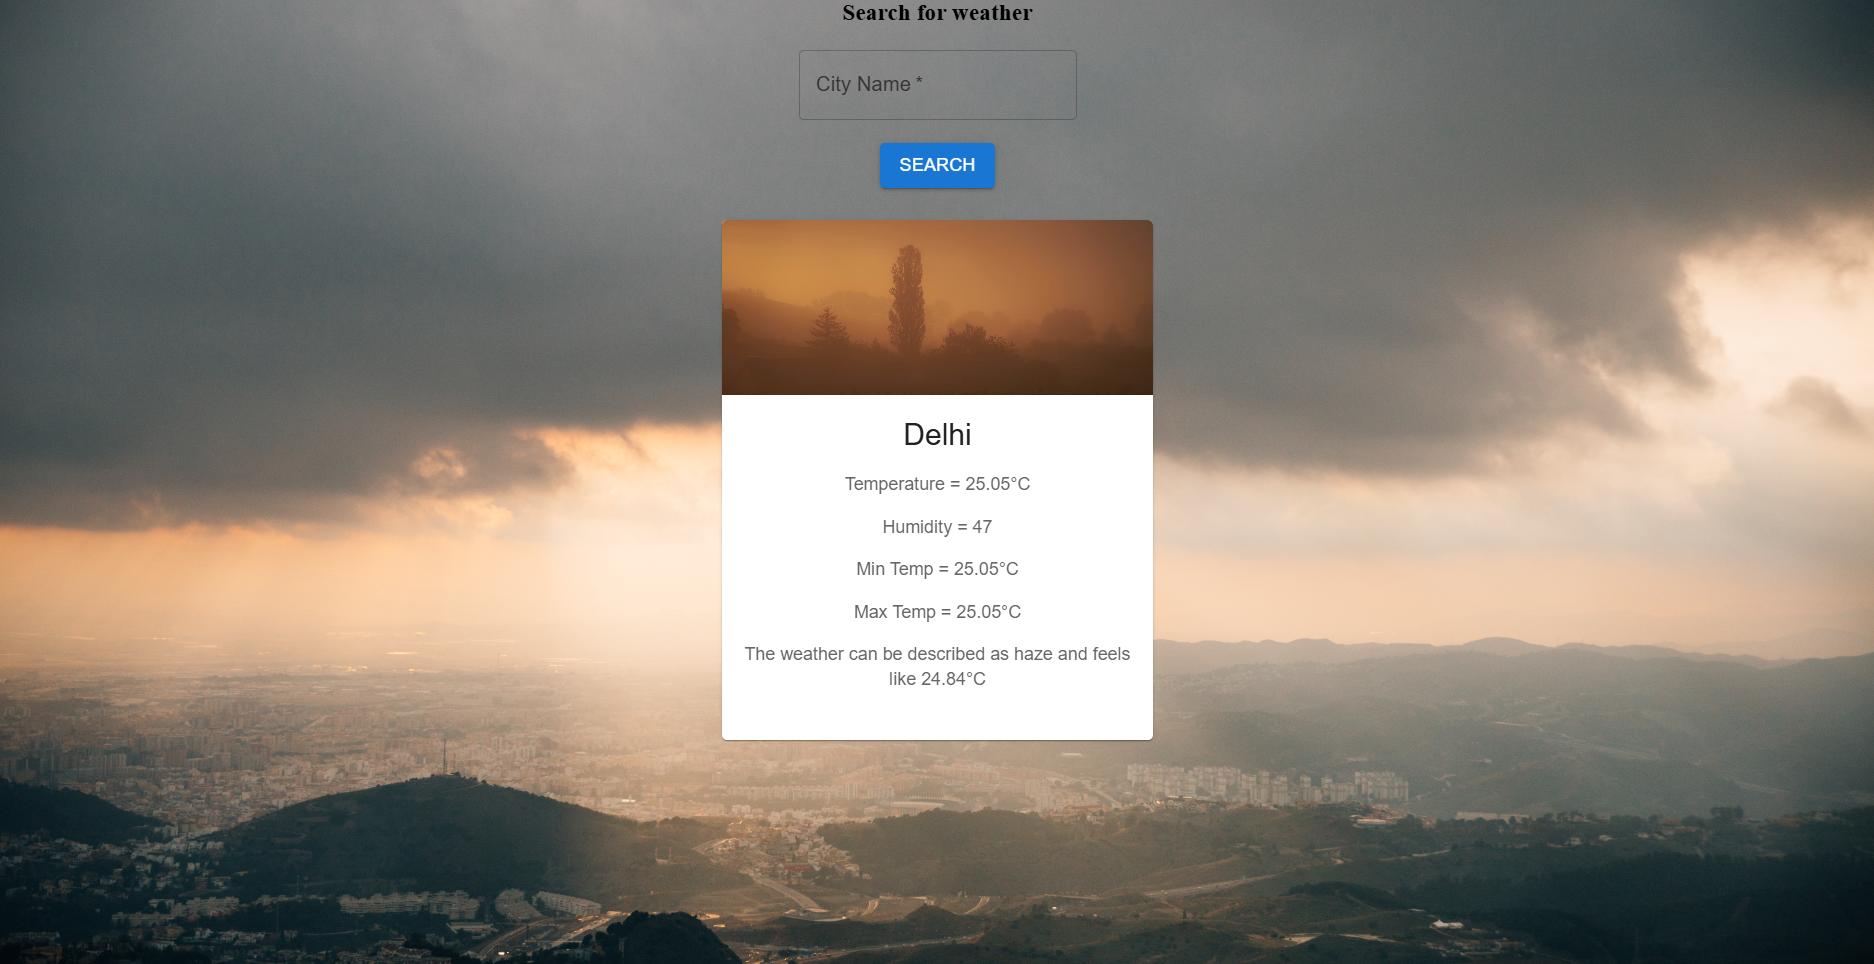 Search for weather
City Name *
SEARCH
Delhi
Temperature = 25.05°C
Humidity = 47
Min Temp = 25.05°C
Max Temp = 25.05°C
The weather can be described as haze and feels
like 24.84°C